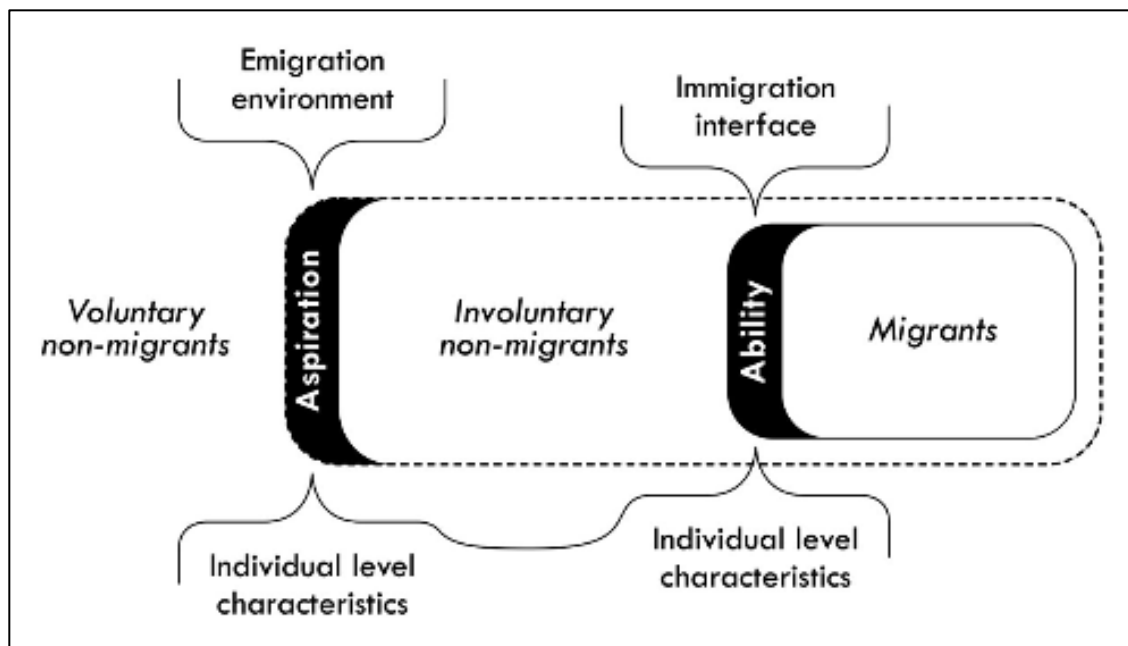 Emigration
environment
Immigration
interface
Voluntary
non-migrants
Aspiration
Involuntary
non-migrants
Ability
Migrants
Individual level
characteristics
Individual level
characteristics